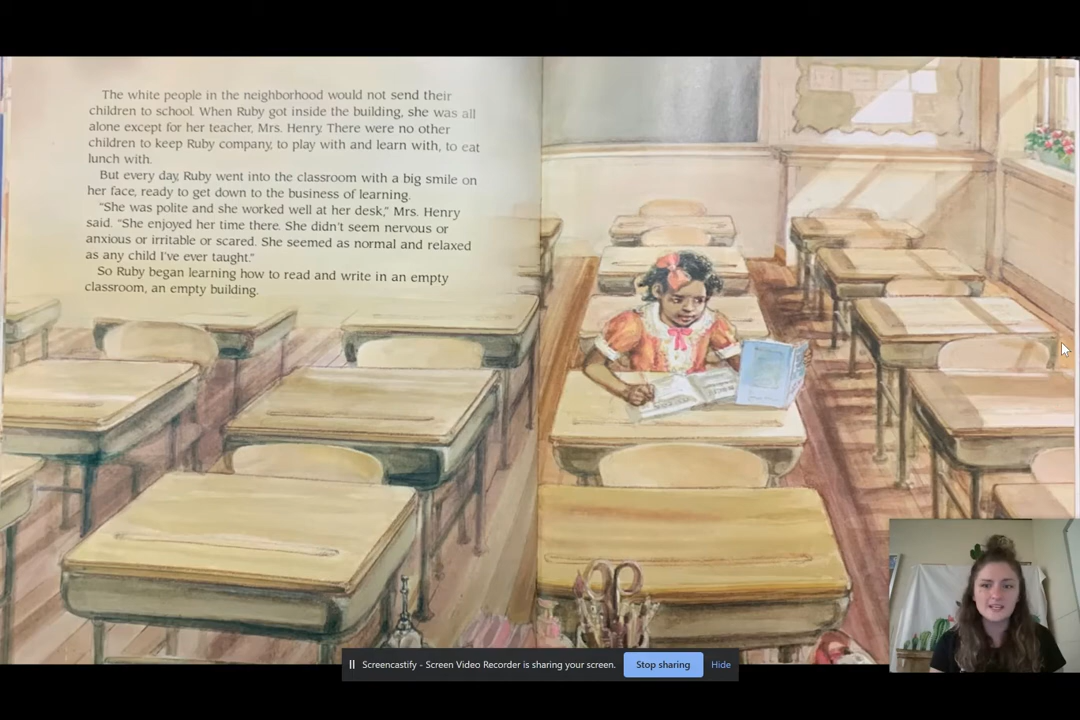 The white people in the neighborhood would not send their
children to school. When Ruby got inside the building, she was all
alone except for her teacher, Mrs. Henry. There were no other
children to keep Ruby company, to play with and learn with, to eat
lunch with.
But every day, Ruby went into the classroom with a big smile on
her face, ready to get down to the business of learning.
"She was polite and she worked well at her desk," Mrs. Henry
said. "She enjoyed her time there. She didn't seem nervous or
anxious or irritable or scared. She seemed as normal and relaxed
as any child I've ever taught."
So Ruby began learning how to read and write in an empty
classroom, an empty building.
Screencastify - Screen Video Recorder is sharing your screen.
Stop sharing
Hide